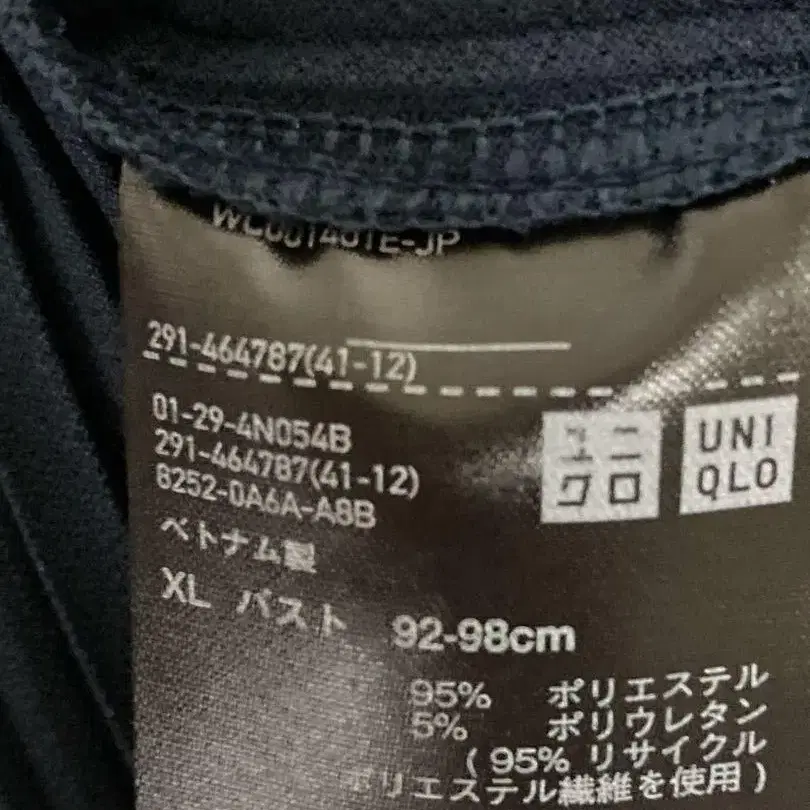 291-464787(41-12)
01-29-4N054B
291-464787(41-12)
8252-0A6A-A8B
ユニ
クロ
UNI
QLO
ベトナム製
XL バスト 92-98cm
95% ポリエステル
5% ポリウレタン
( 95% リサイクル
ポリエステル繊維を使用 )